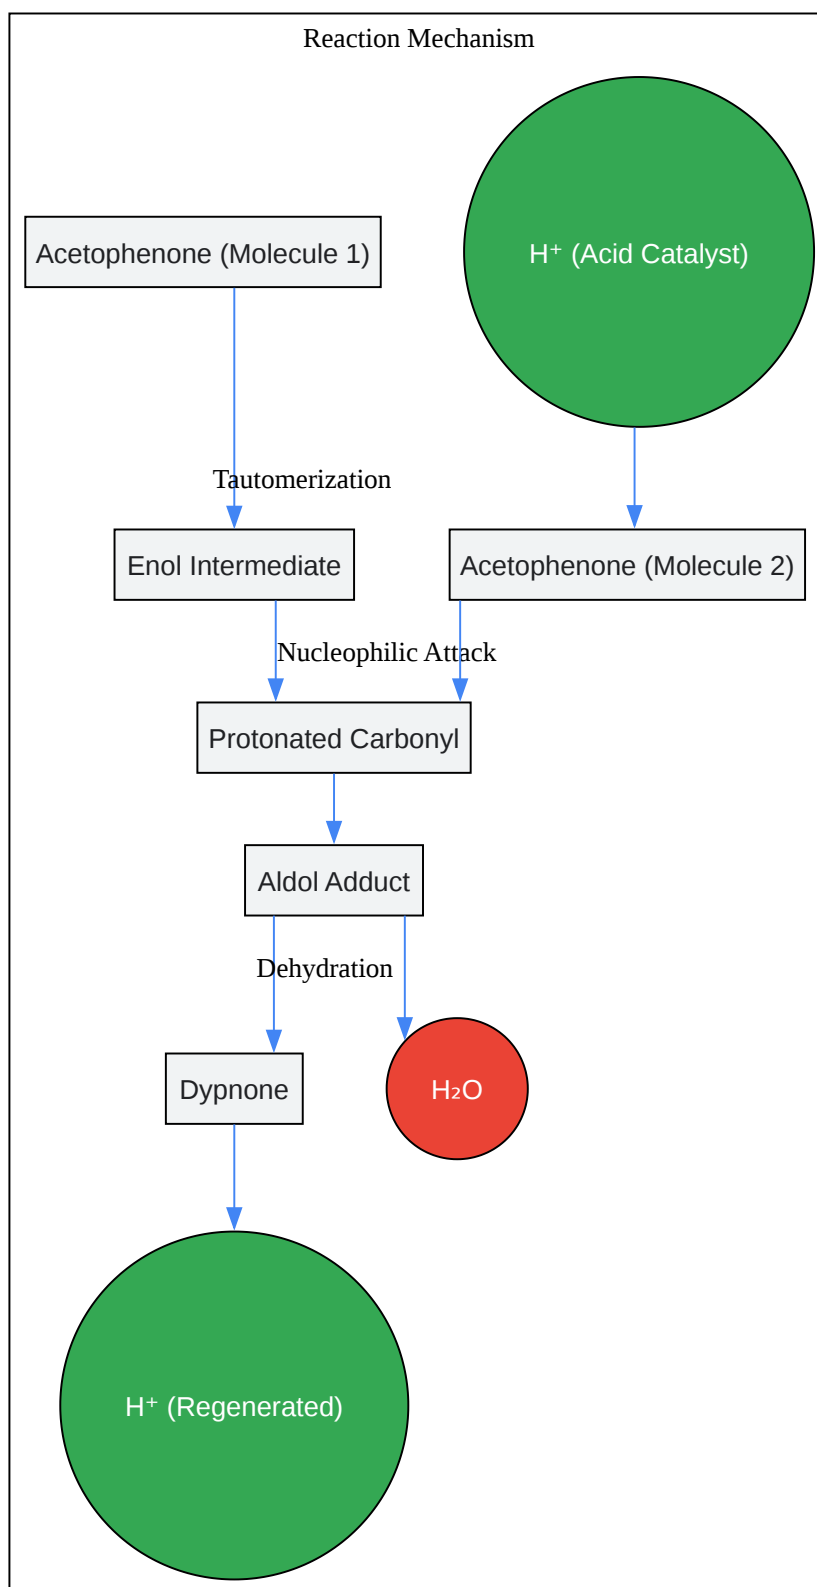 Reaction Mechanism
Acetophenone (Molecule 1)
H⁺ (Acid Catalyst)
Tautomerization
Enol Intermediate
Acetophenone (Molecule 2)
Nucleophilic Attack
Protonated Carbonyl
Aldol Adduct
Dehydration
Dypnone
H₂O
H⁺ (Regenerated)